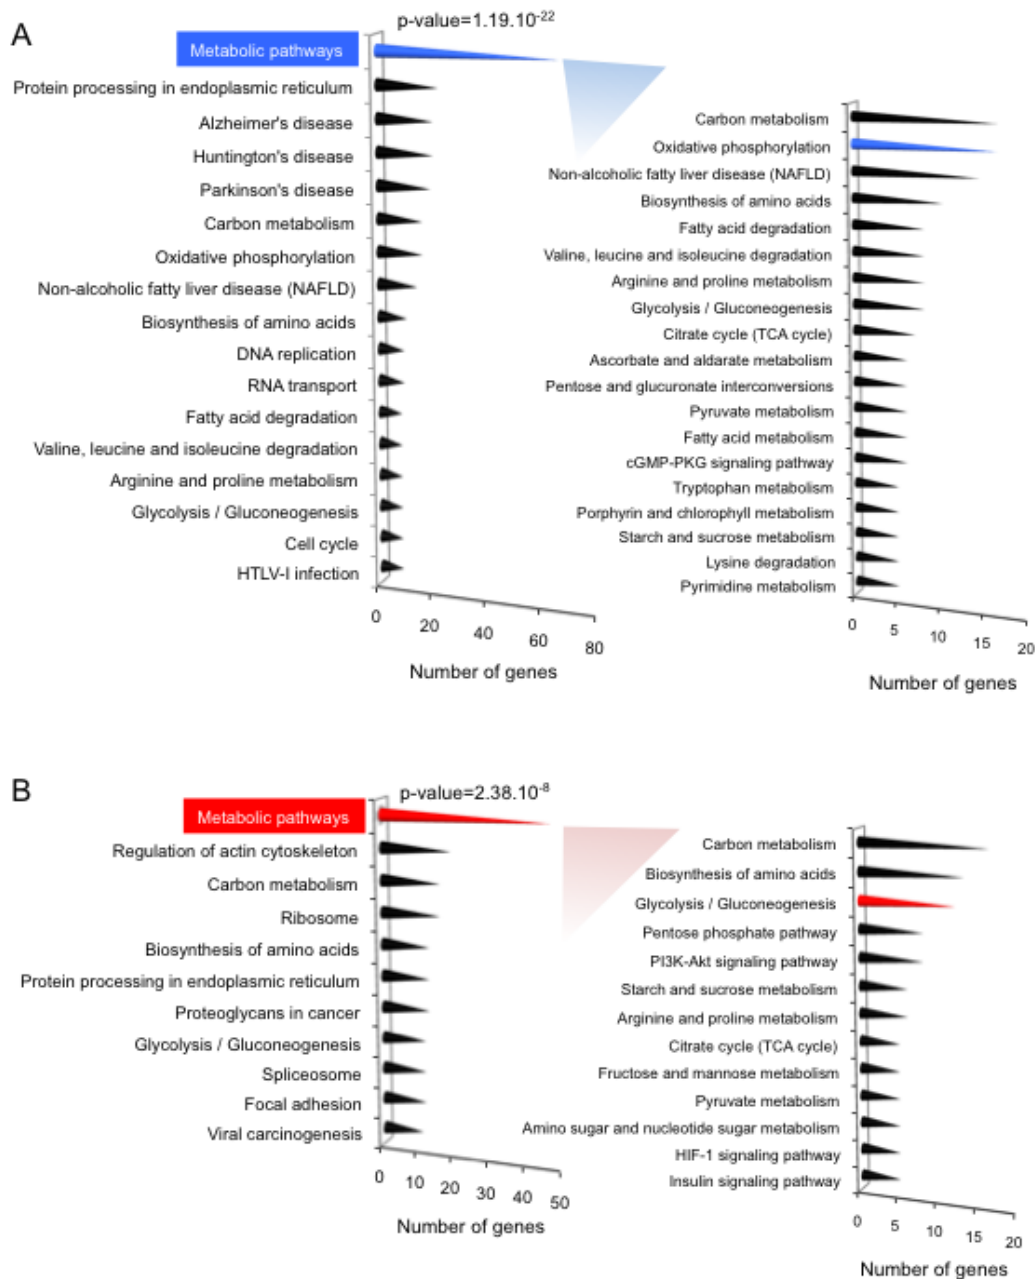 A
p-value=1.19.10-22
Metabolic pathways
Protein processing in endoplasmic reticulum
Alzheimer's disease
Huntington's disease
Parkinson's disease
Carbon metabolism
Oxidative phosphorylation
Non-alcoholic fatty liver disease (NAFLD)
Biosynthesis of amino acids
DNA replication
RNA transport
Fatty acid degradation
Valine, leucine and isoleucine degradation
Arginine and proline metabolism
Glycolysis / Gluconeogenesis
Cell cycle
HTLV-I infection
0 20 40 60 80
Number of genes
Carbon metabolism
Oxidative phosphorylation
Non-alcoholic fatty liver disease (NAFLD)
Biosynthesis of amino acids
Fatty acid degradation
Valine, leucine and isoleucine degradation
Arginine and proline metabolism
Glycolysis / Gluconeogenesis
Citrate cycle (TCA cycle)
Ascorbate and aldarate metabolism
Pentose and glucuronate interconversions
Pyruvate metabolism
Fatty acid metabolism
cGMP-PKG signaling pathway
Tryptophan metabolism
Porphyrin and chlorophyll metabolism
Starch and sucrose metabolism
Lysine degradation
Pyrimidine metabolism
0 5 10 15 20
Number of genes
B
p-value=2.38.10-8
Metabolic pathways
Regulation of actin cytoskeleton
Carbon metabolism
Ribosome
Biosynthesis of amino acids
Protein processing in endoplasmic reticulum
Proteoglycans in cancer
Glycolysis / Gluconeogenesis
Spliceosome
Focal adhesion
Viral carcinogenesis
0 10 20 30 40 50
Number of genes
Carbon metabolism
Biosynthesis of amino acids
Glycolysis / Gluconeogenesis
Pentose phosphate pathway
PI3K-Akt signaling pathway
Starch and sucrose metabolism
Arginine and proline metabolism
Citrate cycle (TCA cycle)
Fructose and mannose metabolism
Pyruvate metabolism
Amino sugar and nucleotide sugar metabolism
HIF-1 signaling pathway
Insulin signaling pathway
0 5 10 15 20
Number of genes